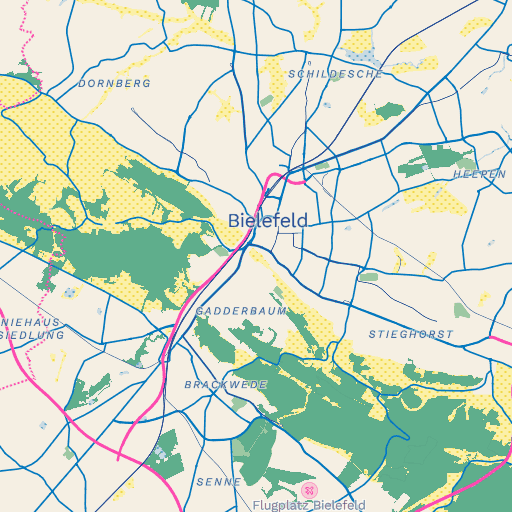 SCHILDESCHE
DORNBERG
HEEPEN
Bielefeld
GADDERBAUM
NIEHAUS
SIEDLUNG
STIEGHORST
BRACKWEDE
SENNE
Flugplatz Bielefeld